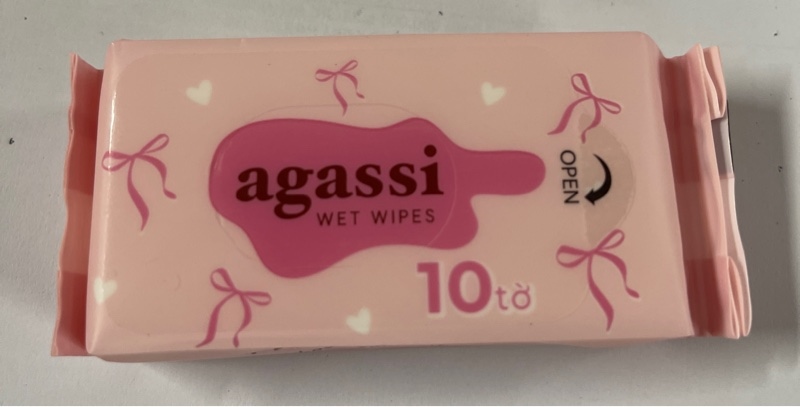 agassi
WET WIPES
OPEN
10 tờ